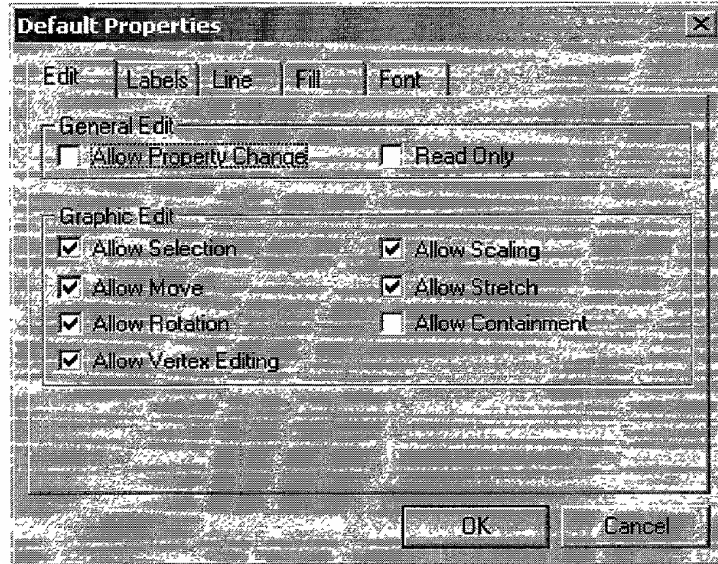 Default Properties
Edit Labels Line Fill Font
General Edit
Allow Property Change Read Only
Graphic Edit
Allow Selection Allow Scaling
Allow Move Allow Stretch
Allow Rotation Allow Containment
Allow Vertex Editing
OK Cancel